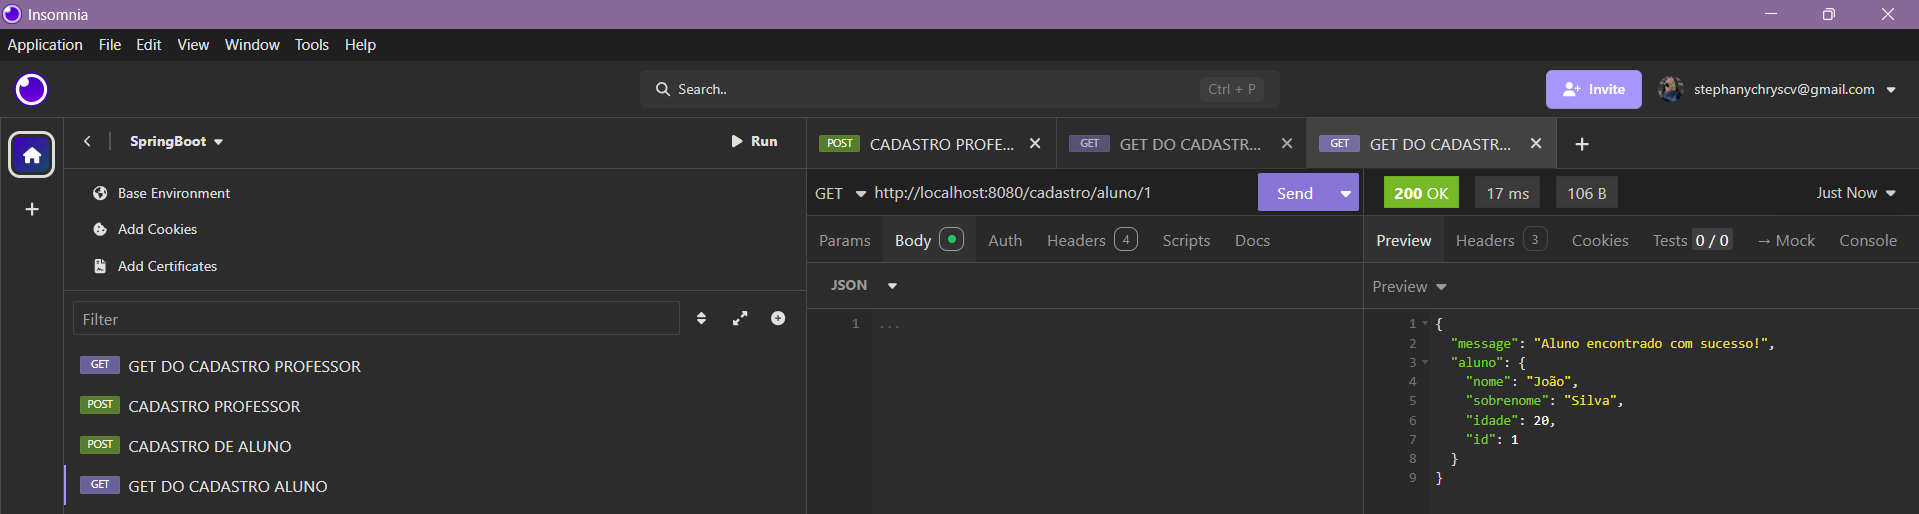 Insomnia
Application File Edit View Window Tools Help
Search.. Ctrl + P
Invite
stephanychryscv@gmail.com
SpringBoot
Run
Base Environment
Add Cookies
Add Certificates
Filter
GET GET DO CADASTRO PROFESSOR
POST CADASTRO PROFESSOR
POST CADASTRO DE ALUNO
GET GET DO CADASTRO ALUNO
POST CADASTRO PROFE... GET GET DO CADASTR... GET GET DO CADASTR...
GET http://localhost:8080/cadastro/aluno/1 Send
Params Body Auth Headers 4 Scripts Docs
JSON
1 ...
200 OK 17 ms 106 B Just Now
Preview Headers 3 Cookies Tests 0 / 0 → Mock Console
Preview
1 {
2 "message": "Aluno encontrado com sucesso!",
3 "aluno": {
4 "nome": "João",
5 "sobrenome": "Silva",
6 "idade": 20,
7 "id": 1
8 }
9 }